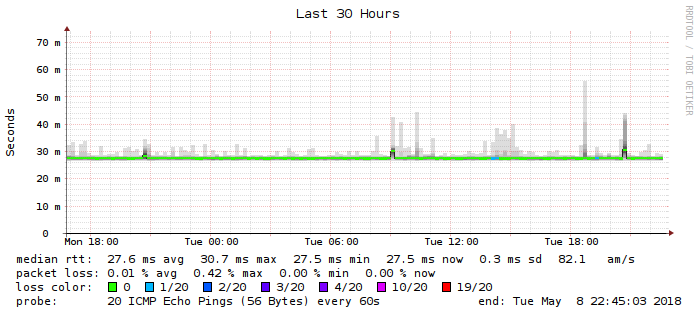 Last 30 Hours
RRDTOOL / TOBI OETIKER
Seconds
70 m
60 m
50 m
40 m
30 m
20 m
10 m
0
Mon 18:00 Tue 00:00 Tue 06:00 Tue 12:00 Tue 18:00
median rtt: 27.6 ms avg 30.7 ms max 27.5 ms min 27.5 ms now 0.3 ms sd 82.1 am/s
packet loss: 0.01 % avg 0.42 % max 0.00 % min 0.00 % now
loss color: 0 1/20 2/20 3/20 4/20 10/20 19/20
probe: 20 ICMP Echo Pings (56 Bytes) every 60s end: Tue May 8 22:45:03 2018